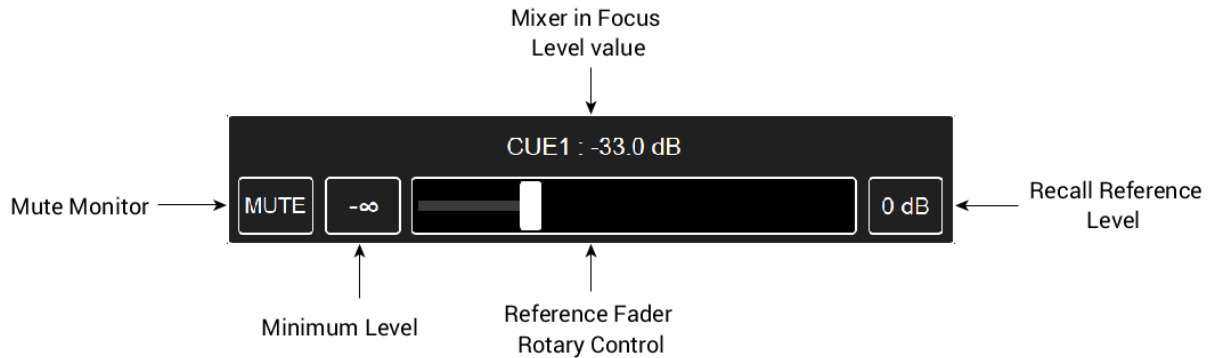 Mixer in Focus
Level value
CUE1 : -33.0 dB
Mute Monitor
MUTE
-∞
0 dB
Recall Reference
Level
Minimum Level
Reference Fader
Rotary Control